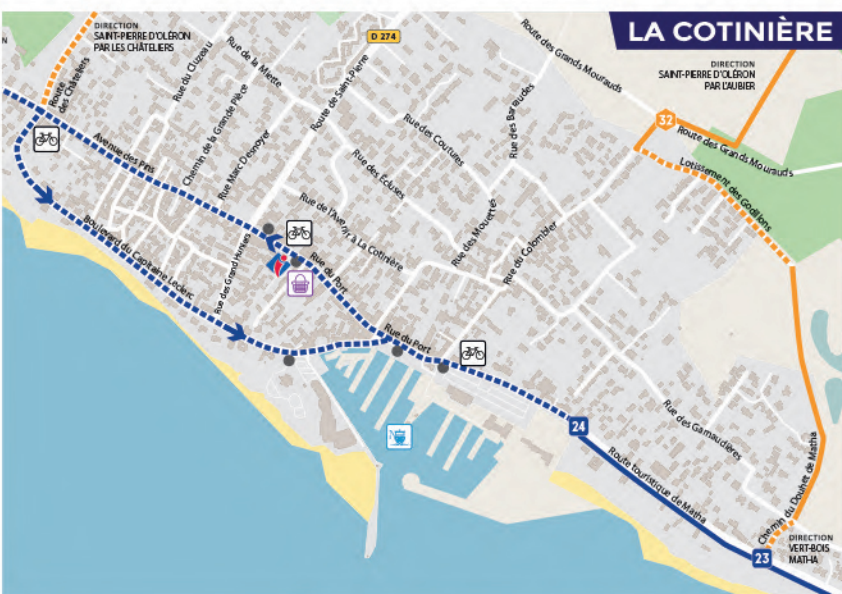 LA COTINIÈRE
DIRECTION
SAINT-PIERRE D'OLÉRON
PAR LES CHÂTELIERS
D 274
DIRECTION
SAINT-PIERRE D'OLÉRON
PAR L'AUBIER
Route des Grands Mourauds
Route
des Châteliers
Rue du Cluzeau
Rue de la Miette
Chemin de la Grande Pièce
Rue Marc Desnoyer
Route de Saint-Pierre
Rue des Coutures
Rue des Baraudes
32
Route des Grands Mourauds
Lotissement des Godillons
Avenue des Pins
Rue des Écluses
Rue de l'Avenir à La Cotinière
Rue des Mouettes
Rue du Colombier
Boulevard du Capitaine Leclerc
Rue des Grand Huniers
Rue du Port
Rue du Port
24
Rue des Garnaudières
Route touristique de Matha
Chemin du Douhet de Matha
23
DIRECTION
VERT-BOIS
MATHA